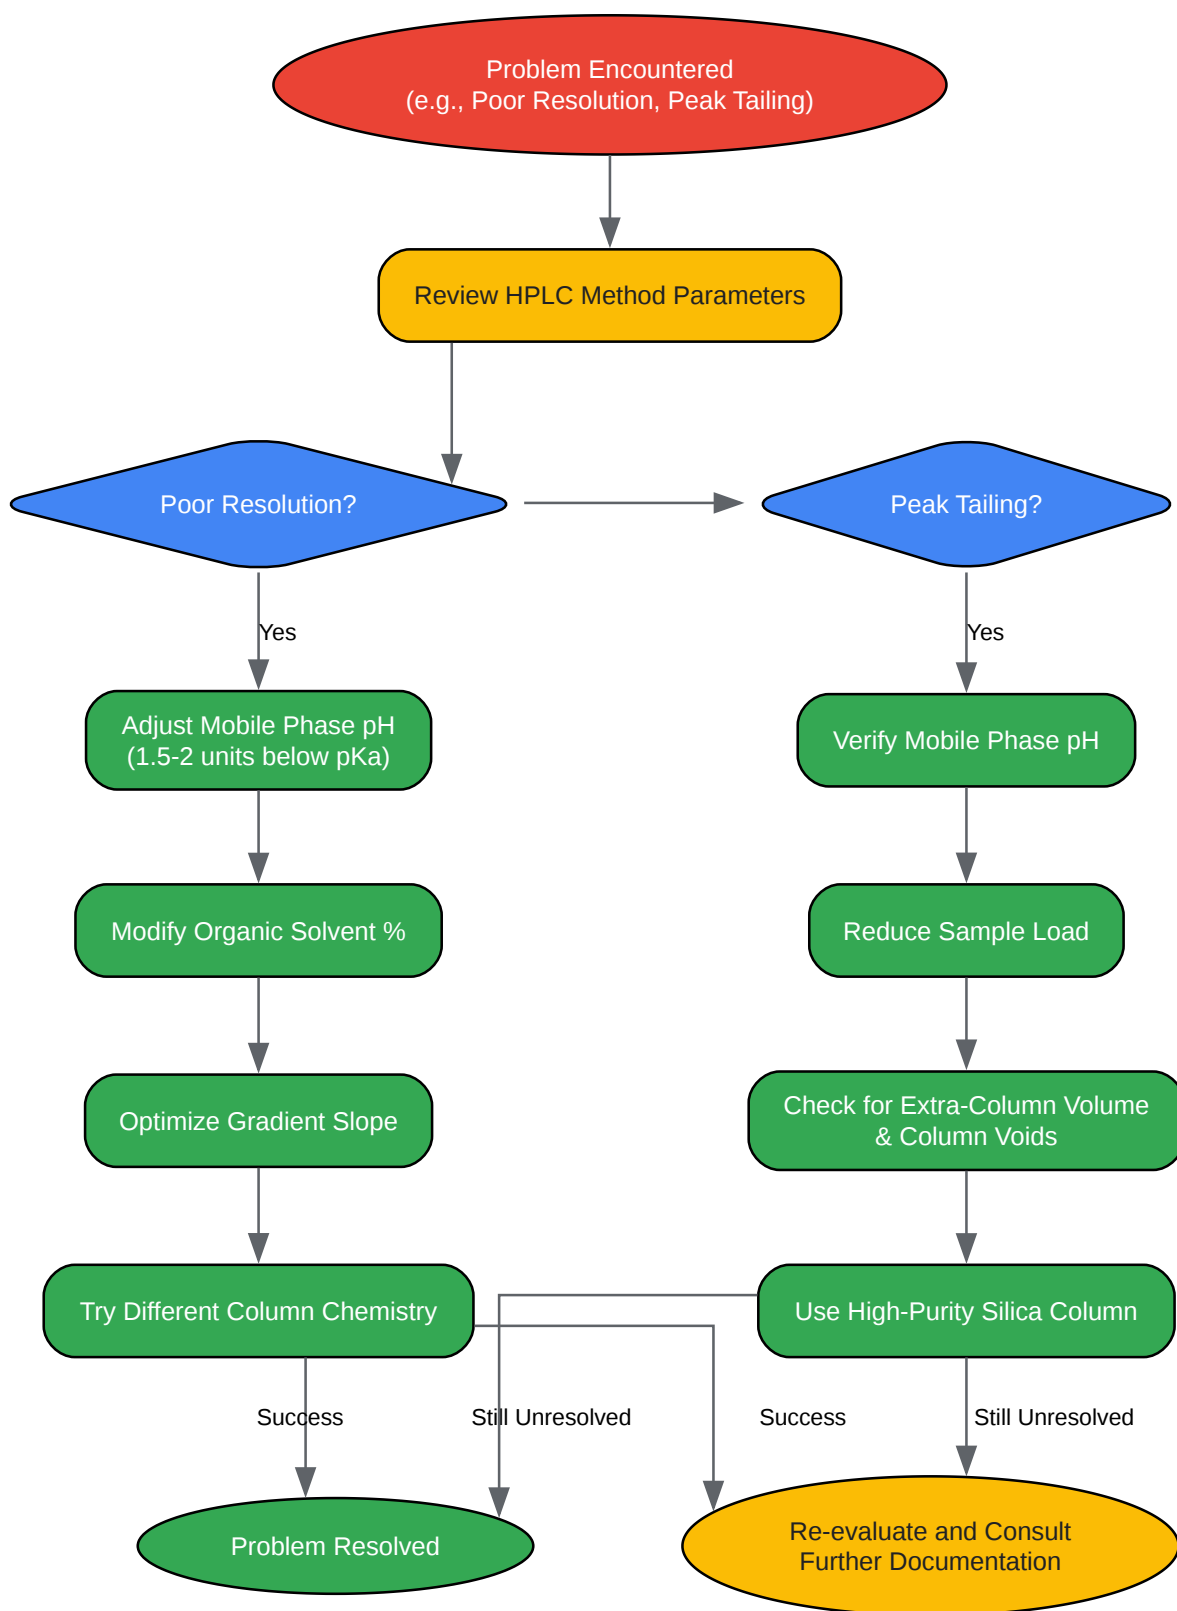 Problem Encountered
(e.g., Poor Resolution, Peak Tailing)
Review HPLC Method Parameters
Poor Resolution?
Peak Tailing?
Yes
Yes
Adjust Mobile Phase pH
(1.5-2 units below pKa)
Verify Mobile Phase pH
Modify Organic Solvent %
Reduce Sample Load
Optimize Gradient Slope
Check for Extra-Column Volume
& Column Voids
Try Different Column Chemistry
Use High-Purity Silica Column
Success
Still Unresolved
Success
Still Unresolved
Problem Resolved
Re-evaluate and Consult
Further Documentation